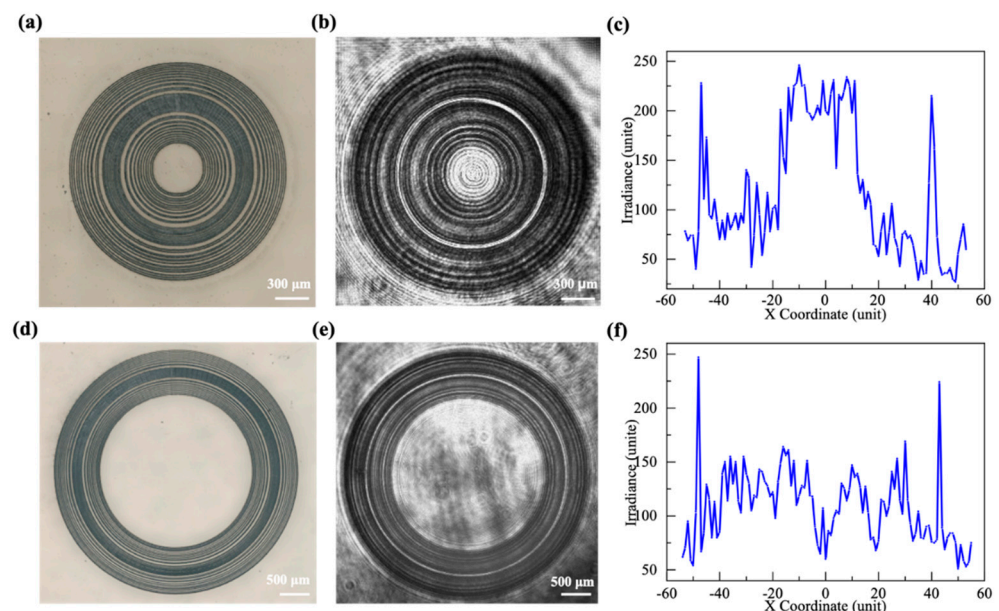 (a)
(b)
(c)
300 μm
300 μm
Irradiance (unite)
250
200
150
100
50
-60
-40
-20
0
20
40
60
X Coordinate (unit)
(d)
(e)
(f)
500 μm
500 μm
Irradiance (unite)
250
200
150
100
50
-60
-40
-20
0
20
40
60
X Coordinate (unit)